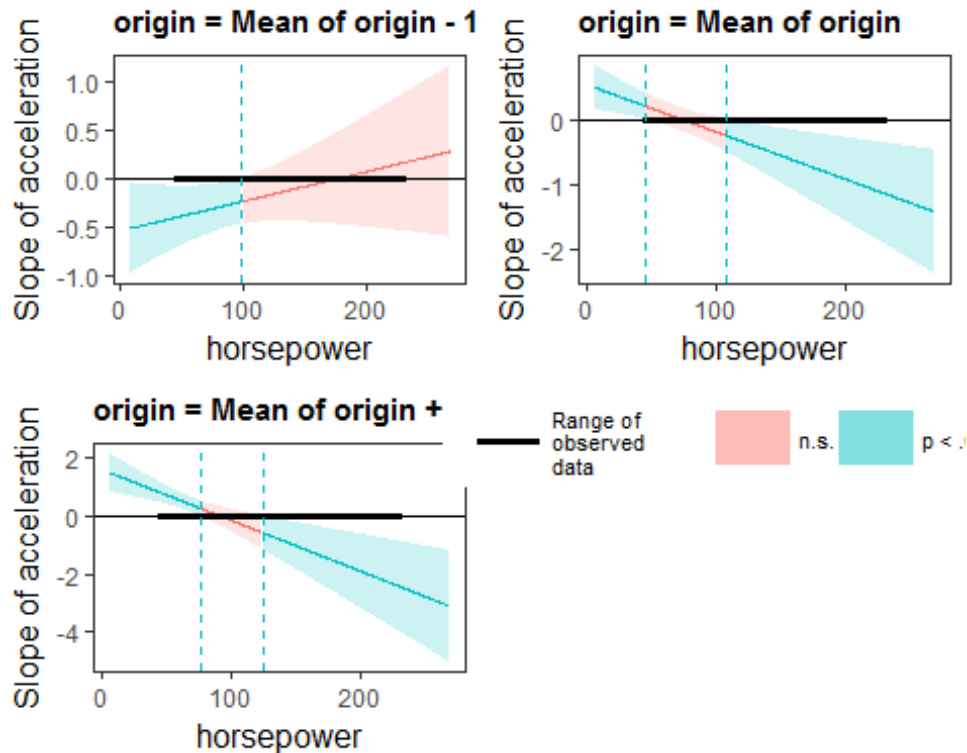 origin = Mean of origin - 1
Slope of acceleration
1.0
0.5
0.0
-0.5
-1.0
0
100
200
horsepower
origin = Mean of origin
Slope of acceleration
0
-1
-2
0
100
200
horsepower
origin = Mean of origin +
Slope of acceleration
2
0
-2
-4
0
100
200
horsepower
Range of
observed
data
n.s.
p < .